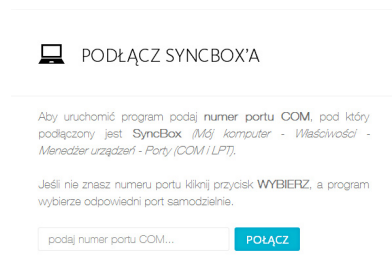 PODŁĄCZ SYNCBOX'A
Aby uruchomić program podaj numer portu COM, pod który
podłączony jest SyncBox (Mój komputer - Właściwości -
Menedżer urządzeń - Porty (COM i LPT).
Jeśli nie znasz numeru portu kliknij przycisk WYBIERZ, a program
wybierze odpowiedni port samodzielnie.
podaj numer portu COM... POŁĄCZ